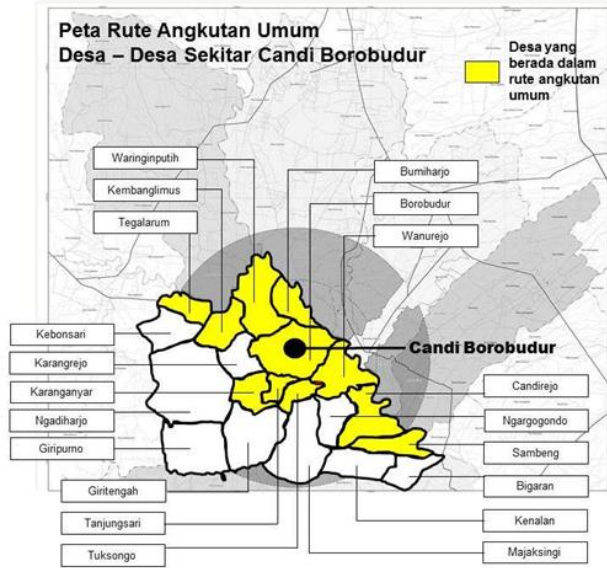 Peta Rute Angkutan Umum
Desa – Desa Sekitar Candi Borobudur
Desa yang
berada dalam
rute angkutan
umum
Waringinputih
Kembanglimus
Tegalarum
Bumiharjo
Borobudur
Wanurejo
Kebonsari
Karangrejo
Karanganyar
Ngadiharjo
Giripurno
Candi Borobudur
Candirejo
Ngargogondo
Sambeng
Bigaran
Kenalan
Majaksingi
Giritengah
Tanjungsari
Tuksongo